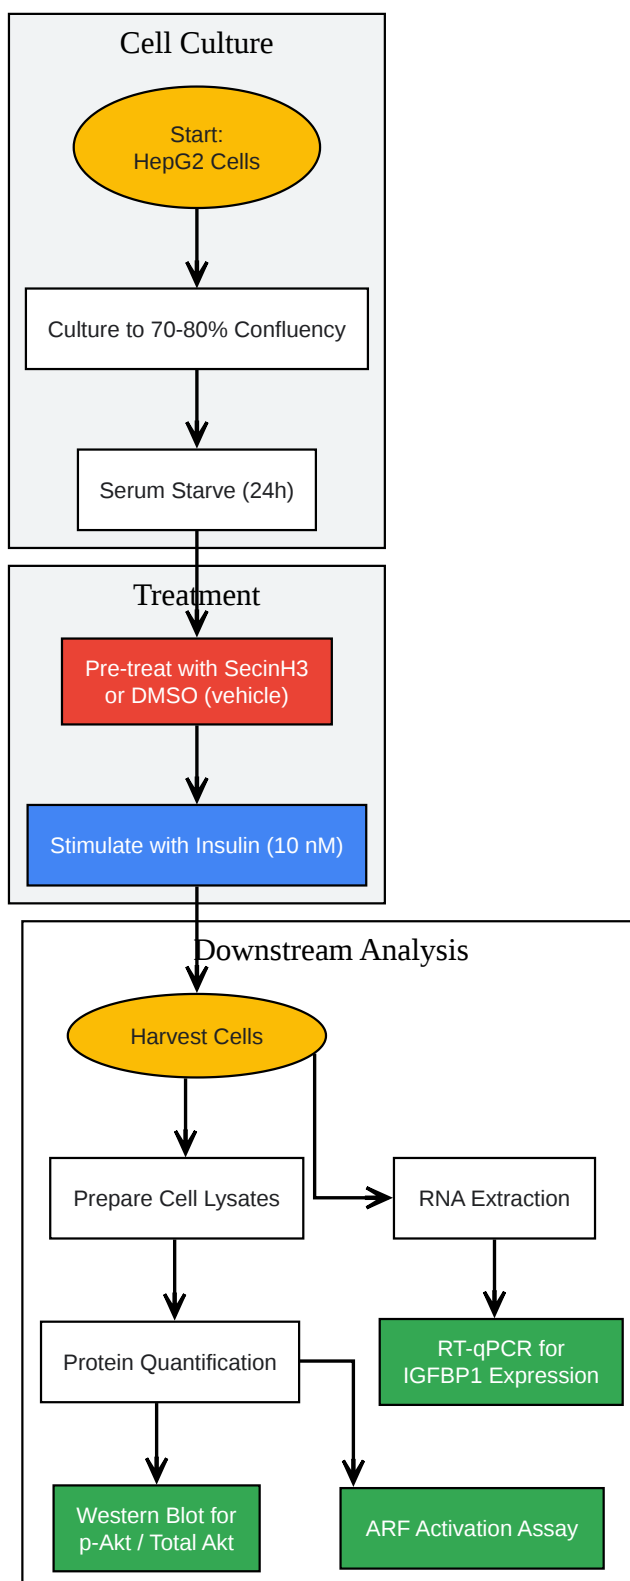 Cell Culture
Start:
HepG2 Cells
Culture to 70-80% Confluency
Serum Starve (24h)
Treatment
Pre-treat with SecinH3
or DMSO (vehicle)
Stimulate with Insulin (10 nM)
Downstream Analysis
Harvest Cells
Prepare Cell Lysates
RNA Extraction
Protein Quantification
RT-qPCR for
IGFBP1 Expression
Western Blot for
p-Akt / Total Akt
ARF Activation Assay